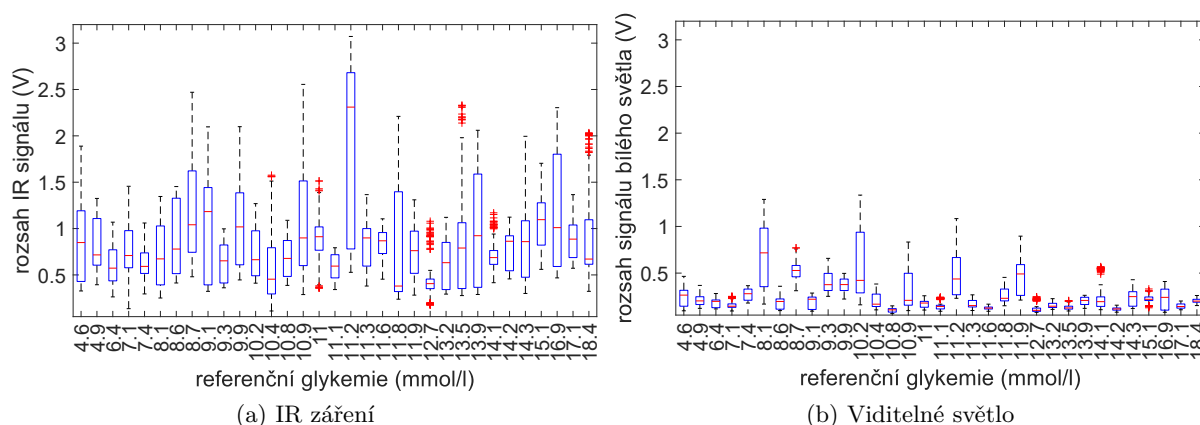 rozsah IR signálu (V)
3
2.5
2
1.5
1
0.5
4.6 4.9 6.4 7.1 7.4 8.1 8.6 8.7 9.1 9.3 9.9 10.2 10.4 10.8 10.9 11 11.1 11.2 11.3 11.6 11.8 11.9 12.7 13.2 13.5 13.9 14.1 14.2 14.3 15.1 16.9 17.1 18.4
referenční glykemie (mmol/l)
(a) IR záření
rozsah signálu bílého světla (V)
3
2.5
2
1.5
1
0.5
4.6 4.9 6.4 7.1 7.4 8.1 8.6 8.7 9.1 9.3 9.9 10.2 10.4 10.8 10.9 11 11.1 11.2 11.3 11.6 11.8 11.9 12.7 13.2 13.5 13.9 14.1 14.2 14.3 15.1 16.9 17.1 18.4
referenční glykemie (mmol/l)
(b) Viditelné světlo